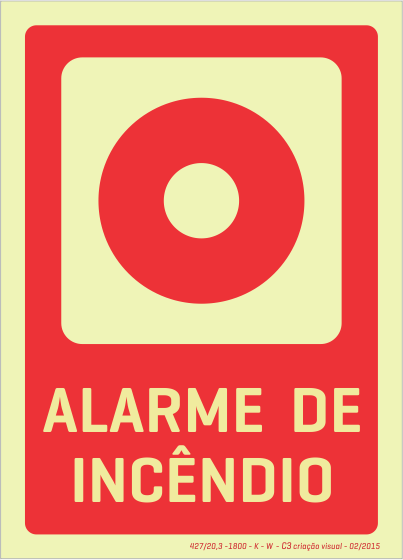 ALARME DE
INCÊNDIO
427/20,3 -1800 - K - W - C3 criação visual - 02/2015